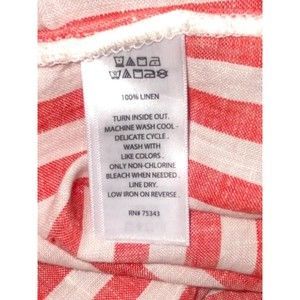 100% LINEN
TURN INSIDE OUT.
MACHINE WASH COOL -
DELICATE CYCLE.
WASH WITH
LIKE COLORS.
ONLY NON-CHLORINE
BLEACH WHEN NEEDED.
LINE DRY.
LOW IRON ON REVERSE.
RN# 75343